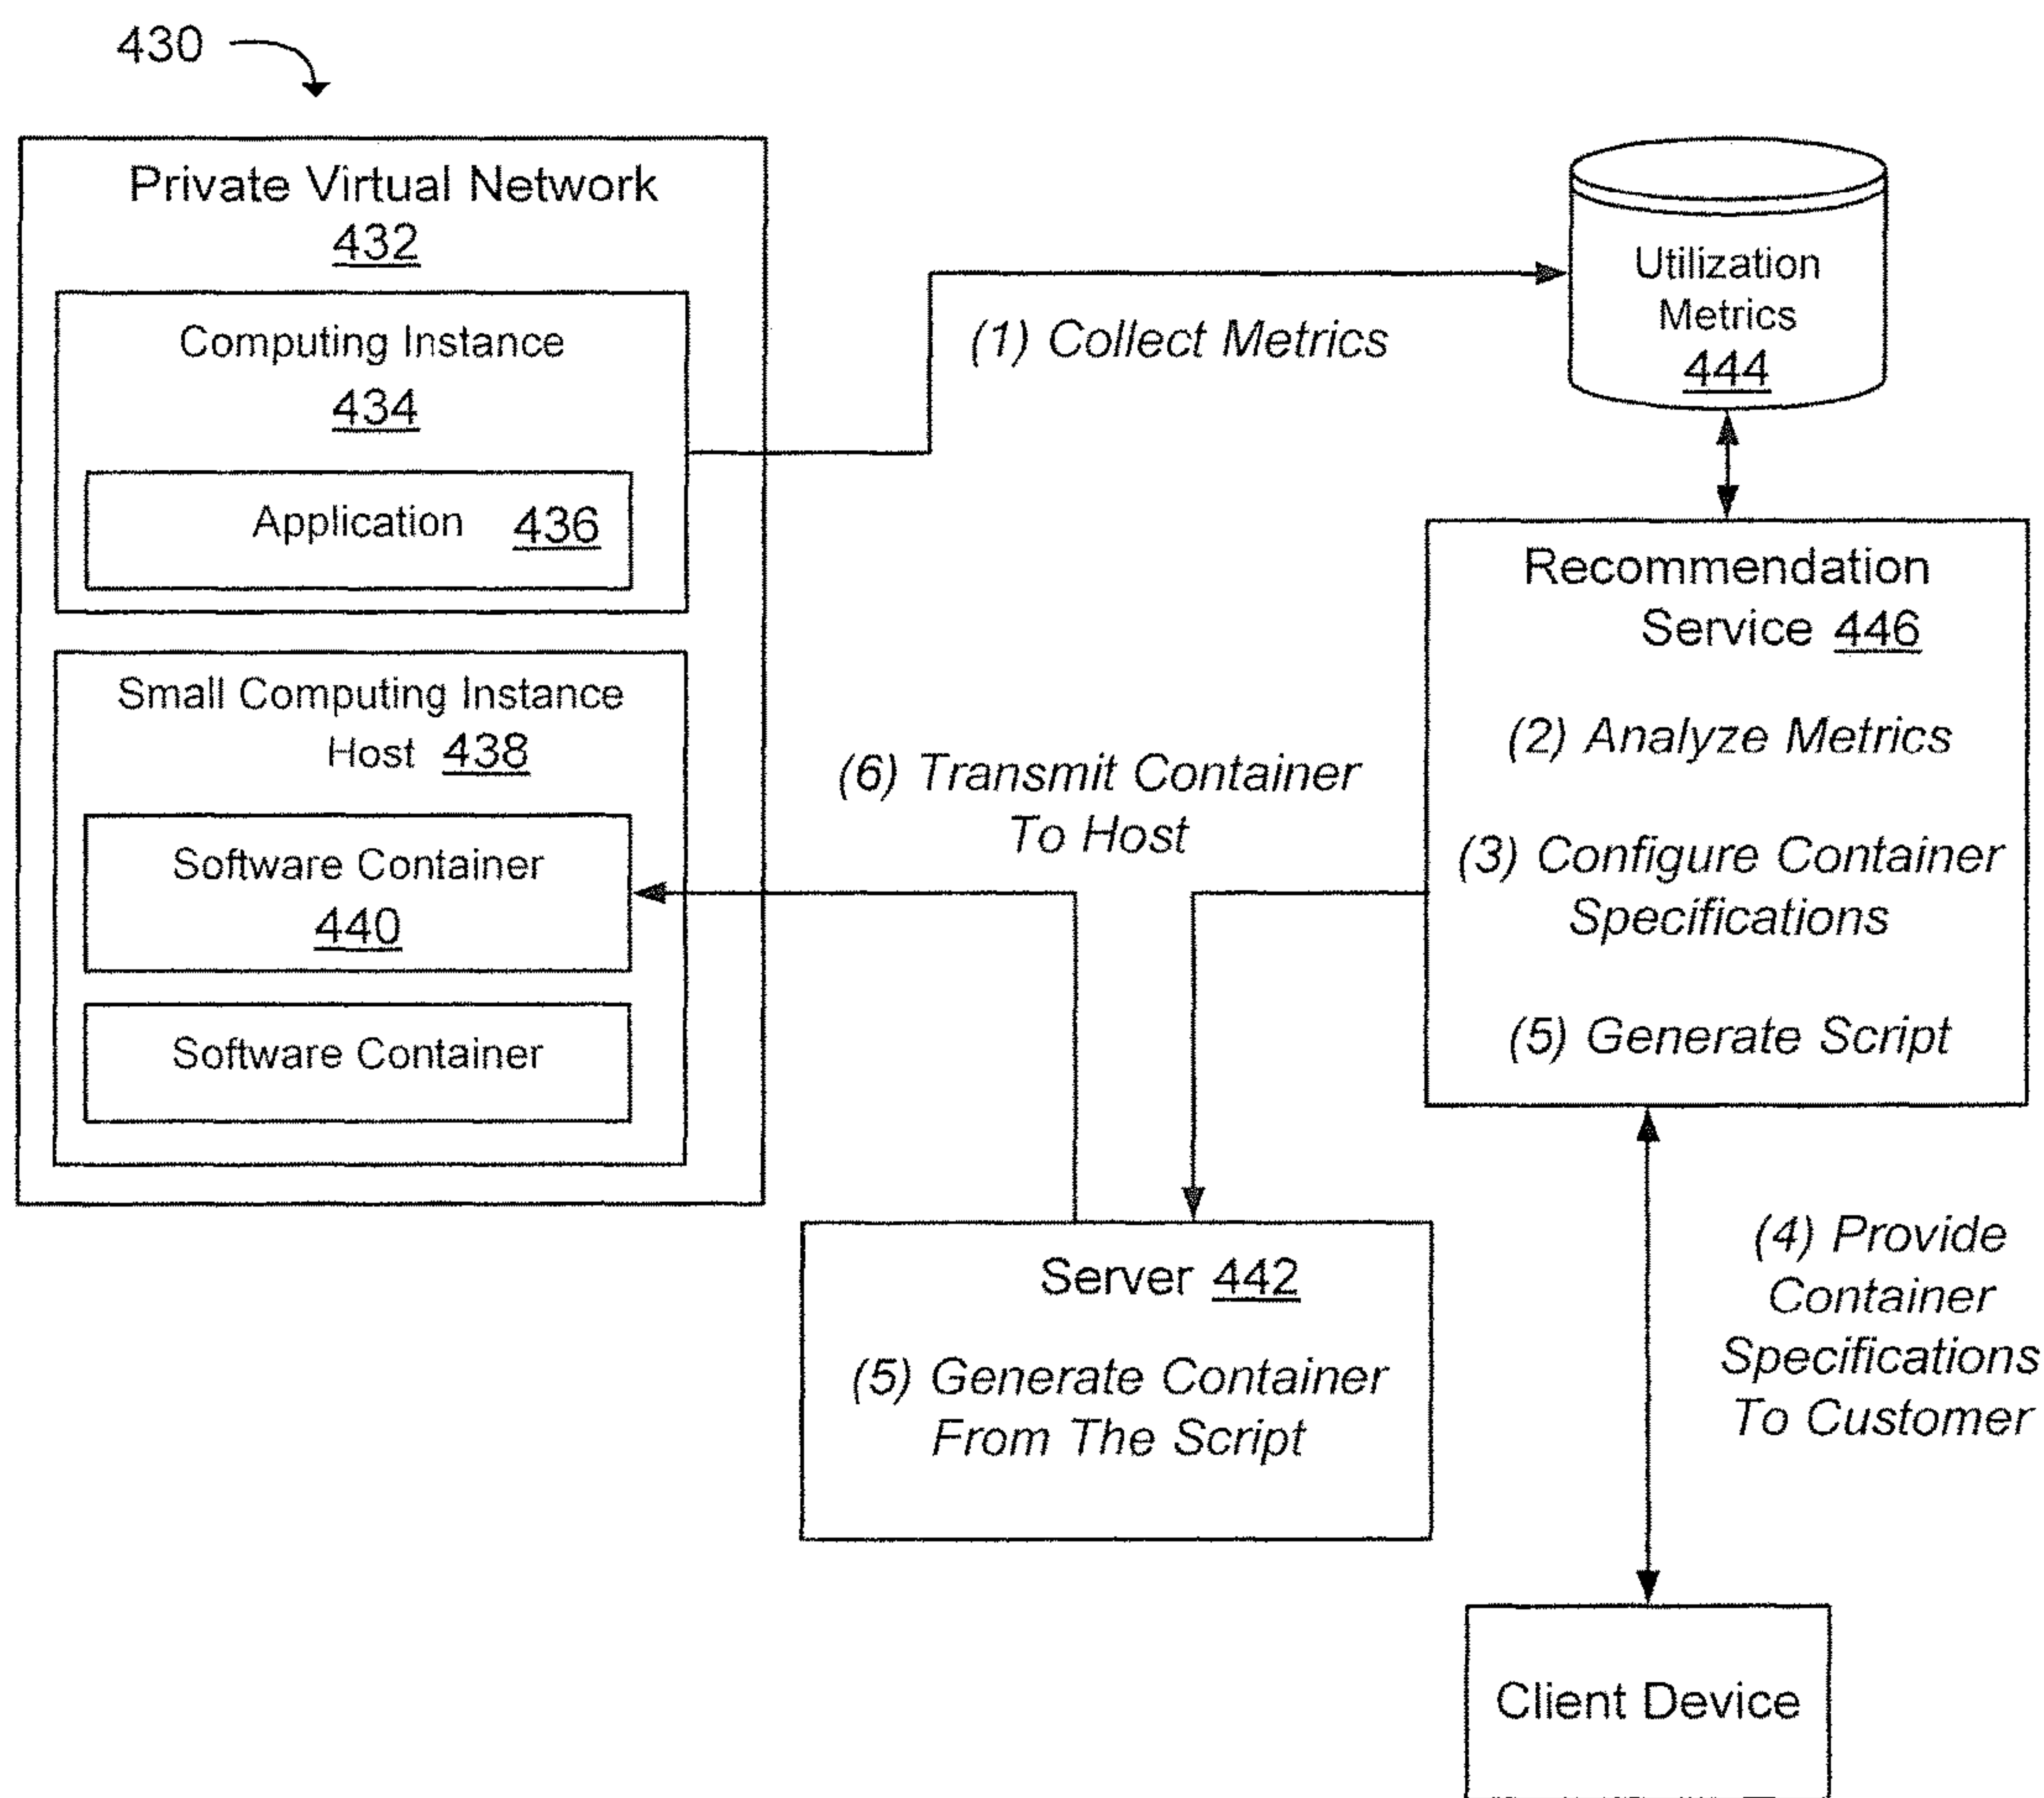 430
Private Virtual Network
432
Computing Instance
434
Application 436
Small Computing Instance
Host 438
Software Container
440
Software Container
(1) Collect Metrics
Utilization
Metrics
444
Recommendation
Service 446
(2) Analyze Metrics
(3) Configure Container
Specifications
(5) Generate Script
(6) Transmit Container
To Host
Server 442
(5) Generate Container
From The Script
(4) Provide
Container
Specifications
To Customer
Client Device